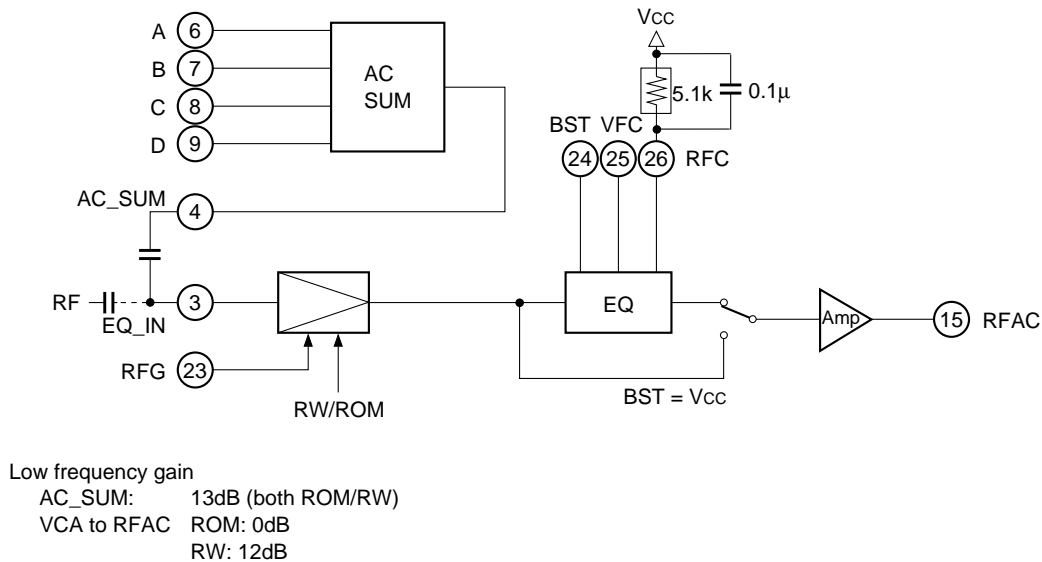 VCC
A 6
B 7
C 8
D 9
AC
SUM
5.1k
0.1μ
BST VFC
24 25 26 RFC
AC_SUM 4
RF
3
EQ_IN
EQ
Amp
15 RFAC
RFG 23
RW/ROM
BST = VCC
Low frequency gain
AC_SUM: 13dB (both ROM/RW)
VCA to RFAC ROM: 0dB
RW: 12dB